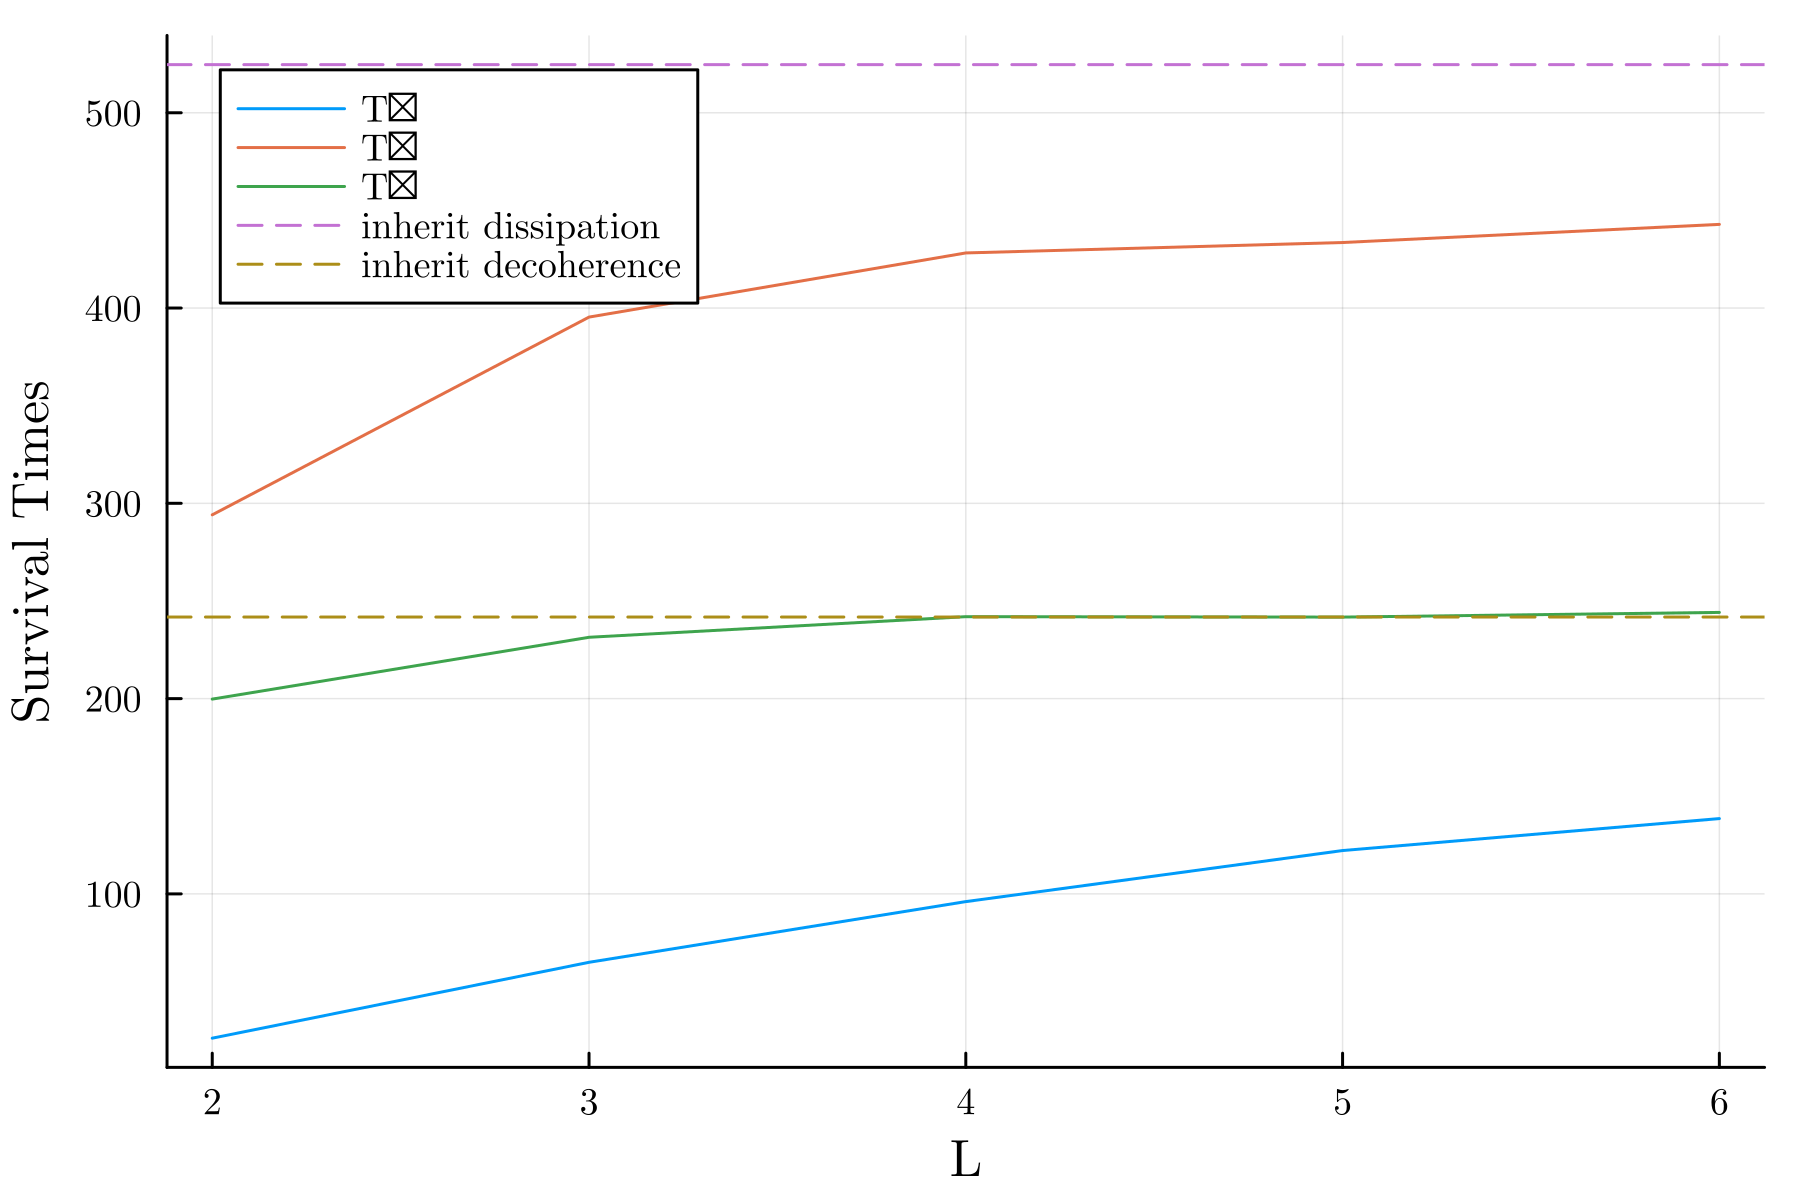 500
400
300
200
100
Survival Times
T☒
T☒
T☒
inherit dissipation
inherit decoherence
2 3 4 5 6
L